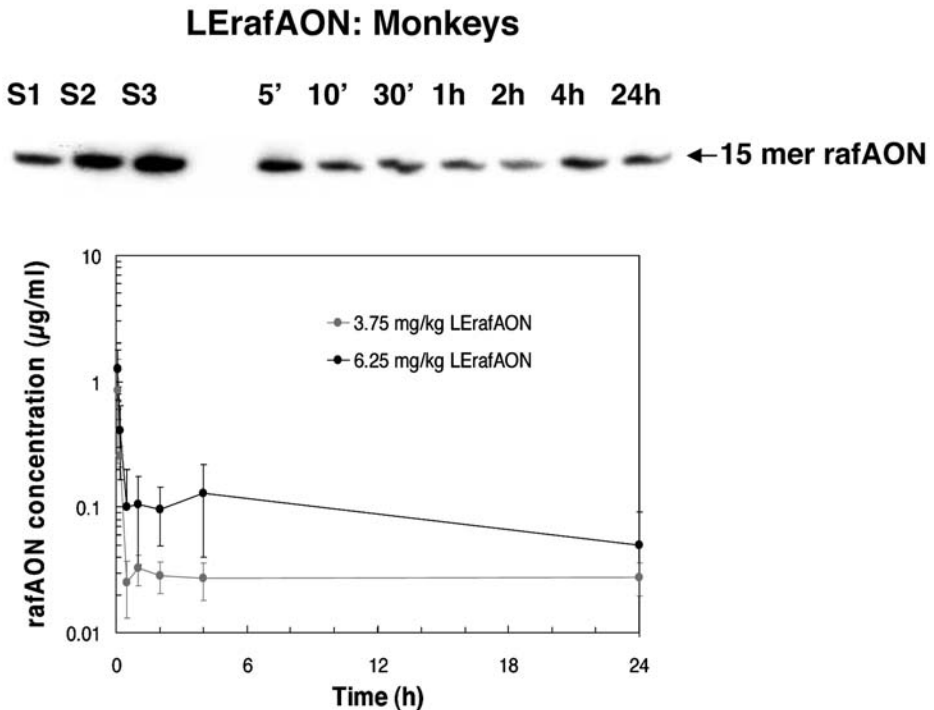 LErafAON: Monkeys
S1 S2 S3 5’ 10’ 30’ 1h 2h 4h 24h
←15 mer rafAON
rafAON concentration (µg/ml)
10
1
0.1
0.01
3.75 mg/kg LErafAON
6.25 mg/kg LErafAON
0 6 12 18 24
Time (h)